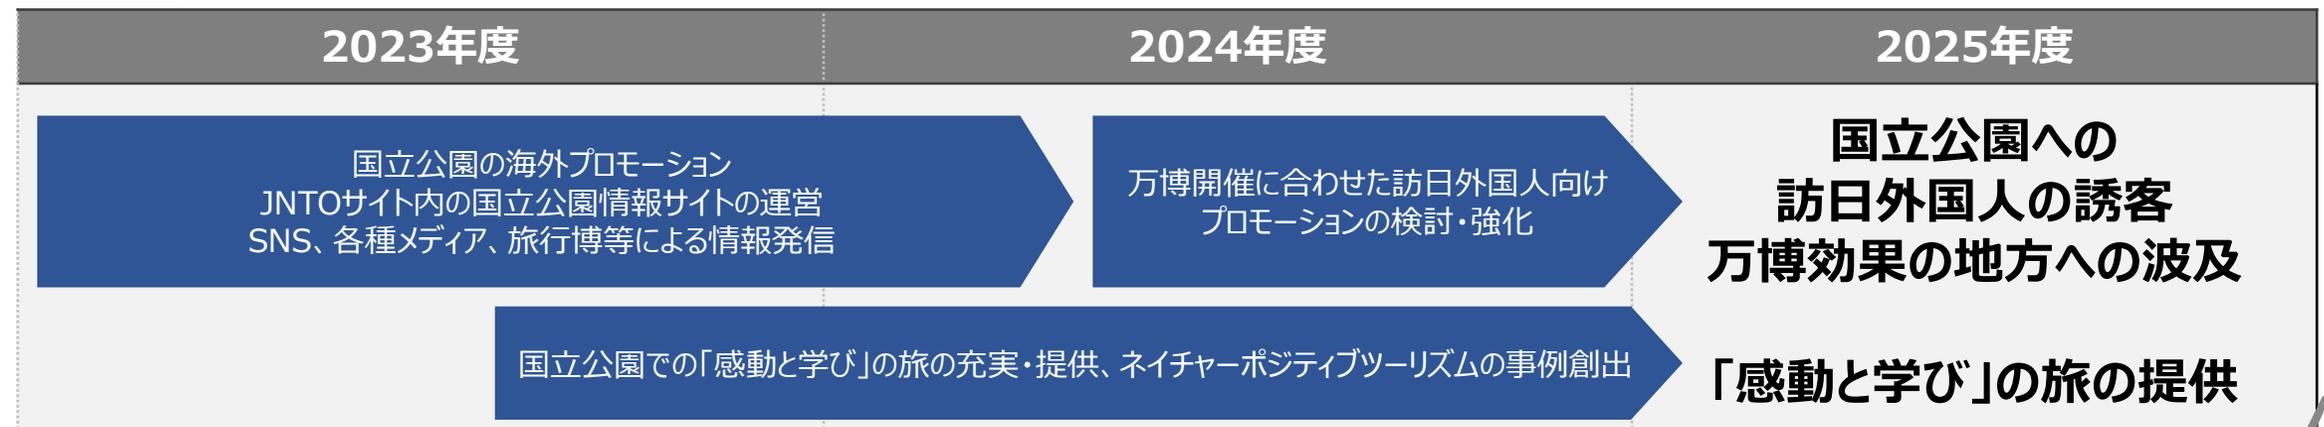 2023年度
2024年度
2025年度
国立公園の海外プロモーション
JNTOサイト内の国立公園情報サイトの運営
SNS、各種メディア、旅行博等による情報発信
万博開催に合わせた訪日外国人向け
プロモーションの検討・強化
国立公園への
訪日外国人の誘客
万博効果の地方への波及
国立公園での「感動と学び」の旅の充実・提供、ネイチャーポジティブツーリズムの事例創出
「感動と学び」の旅の提供